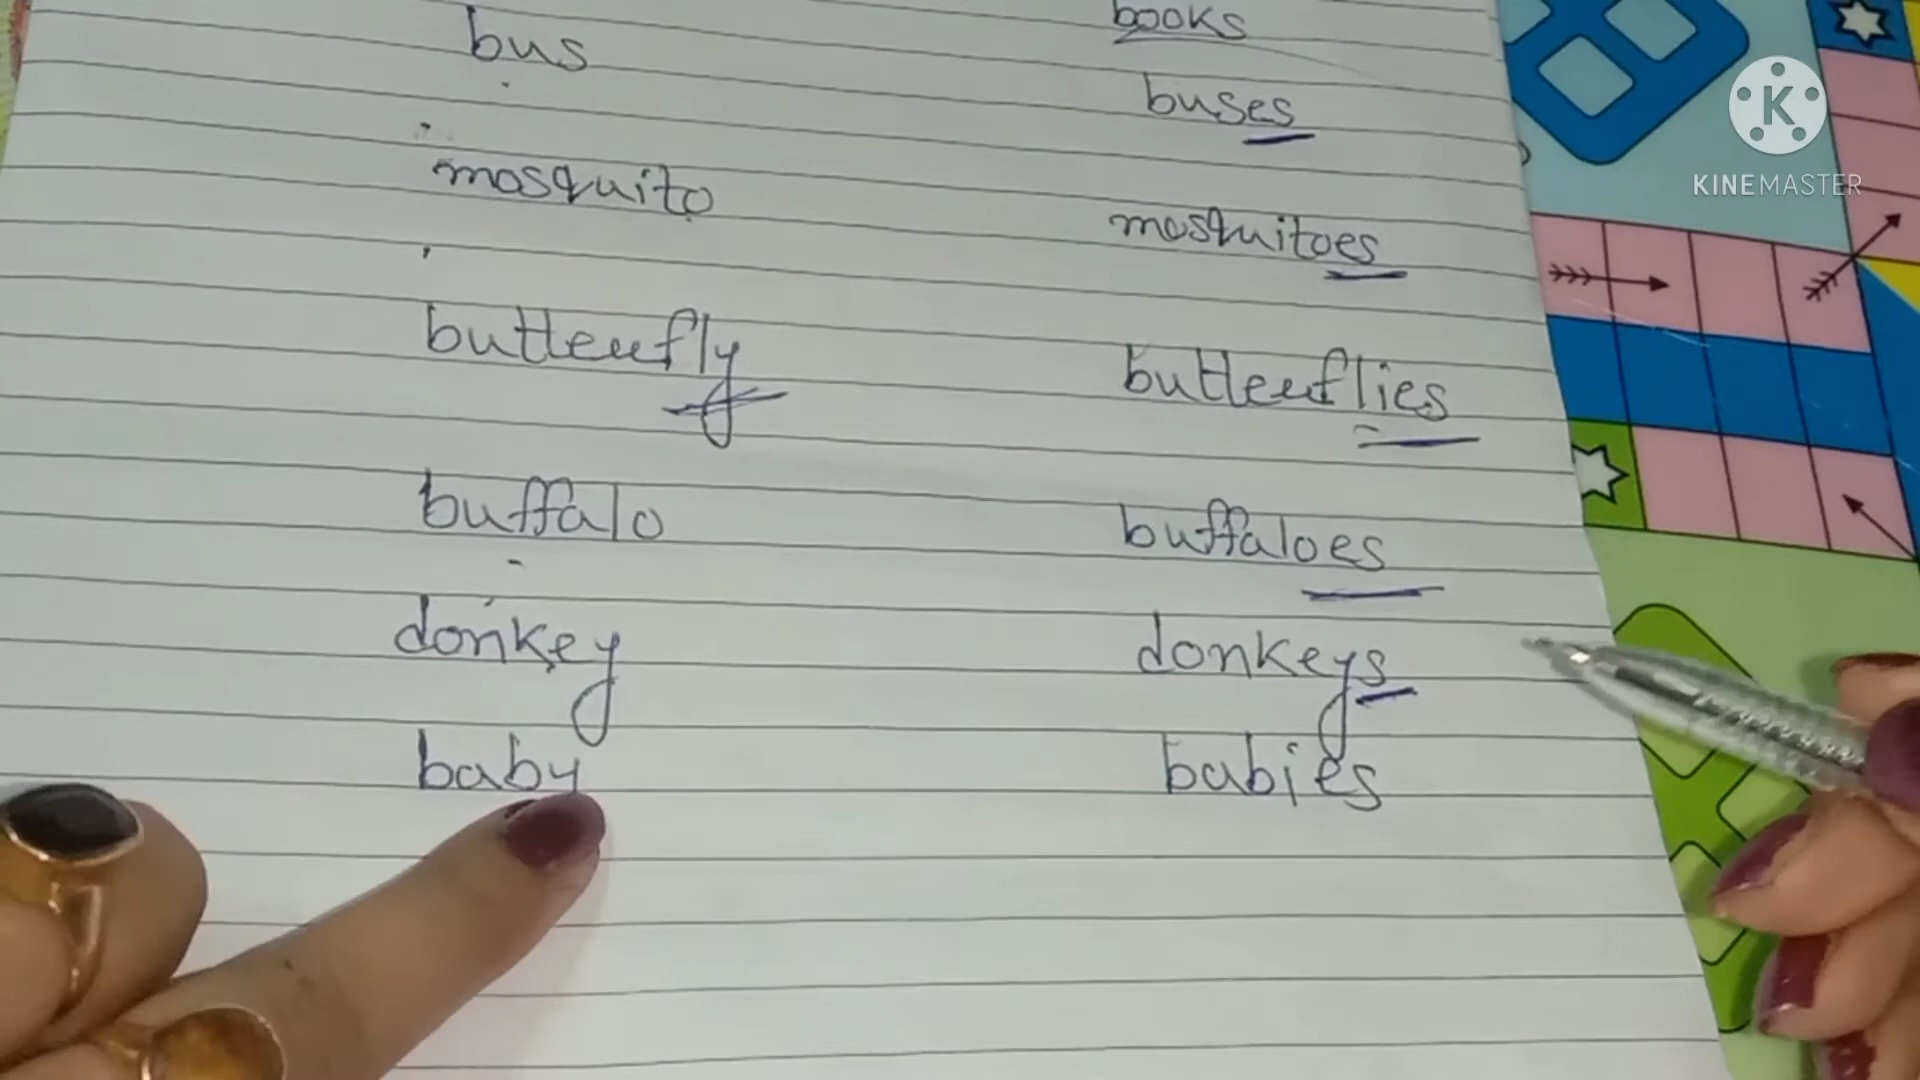 books
bus buses
mosquito mosquitoes
butterfly butterflies
buffalo buffaloes
donkey donkeys
baby babies
K
KINEMASTER